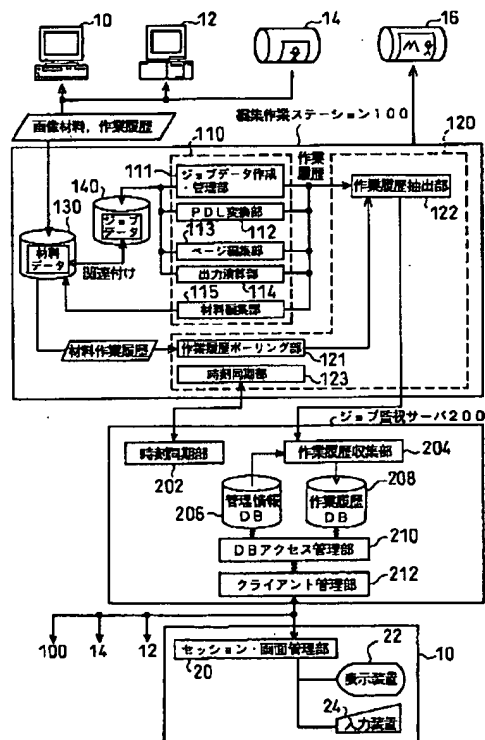 10
12
14
16
画像材料，作業履歴
編集作業ステーション100
110
作業履歴
120
111
ジョブデータ作成・管理部
作業履歴抽出部
122
140
ジョブデータ
130
材料データ
関連付け
PDL変換部
112
113
ページ編集部
出力演算部
114
115
材料編集部
材料作業履歴
作業履歴ポーリング部
121
時刻同期部
123
ジョブ監視サーバ200
時刻同期部
202
作業履歴収集部
204
206
管理情報DB
作業履歴DB
208
DBアクセス管理部
210
クライアント管理部
212
100
14
12
セッション・画面管理部
20
10
22
表示装置
24
入力装置